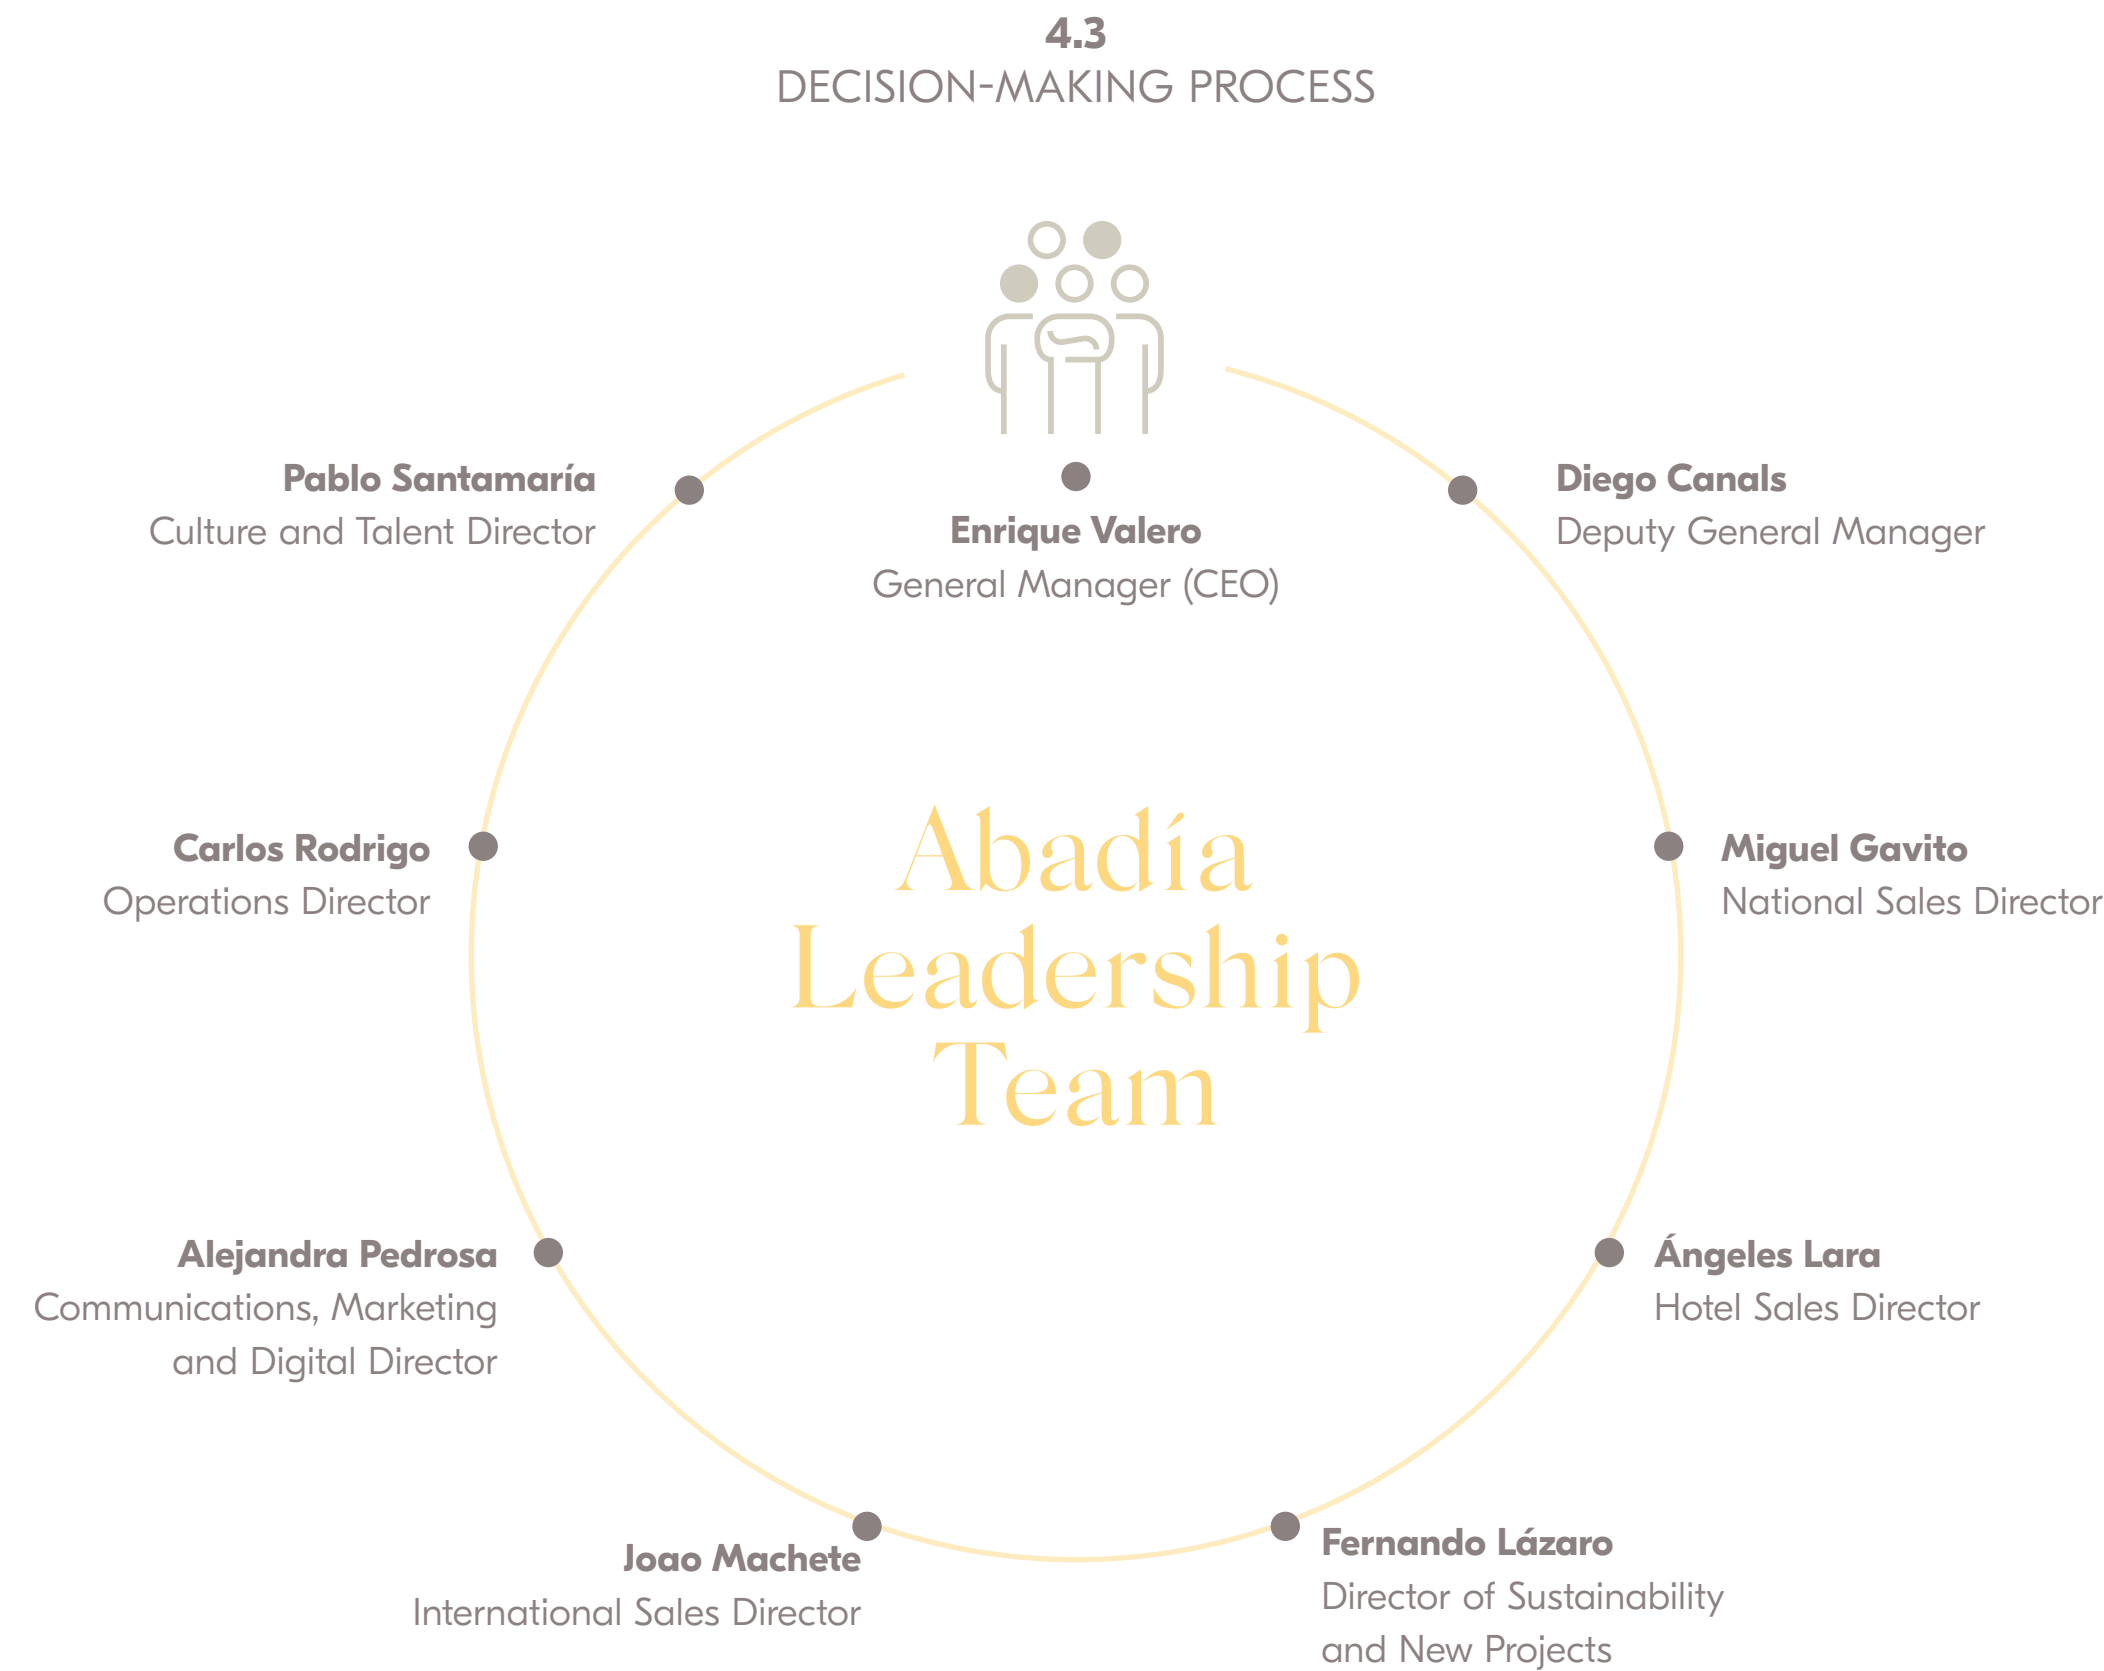 4.3
DECISION-MAKING PROCESS
Enrique Valero
General Manager (CEO)
Diego Canals
Deputy General Manager
Miguel Gavito
National Sales Director
Ángeles Lara
Hotel Sales Director
Fernando Lázaro
Director of Sustainability
and New Projects
Joao Machete
International Sales Director
Alejandra Pedrosa
Communications, Marketing
and Digital Director
Carlos Rodrigo
Operations Director
Pablo Santamaría
Culture and Talent Director
Abadía
Leadership
Team